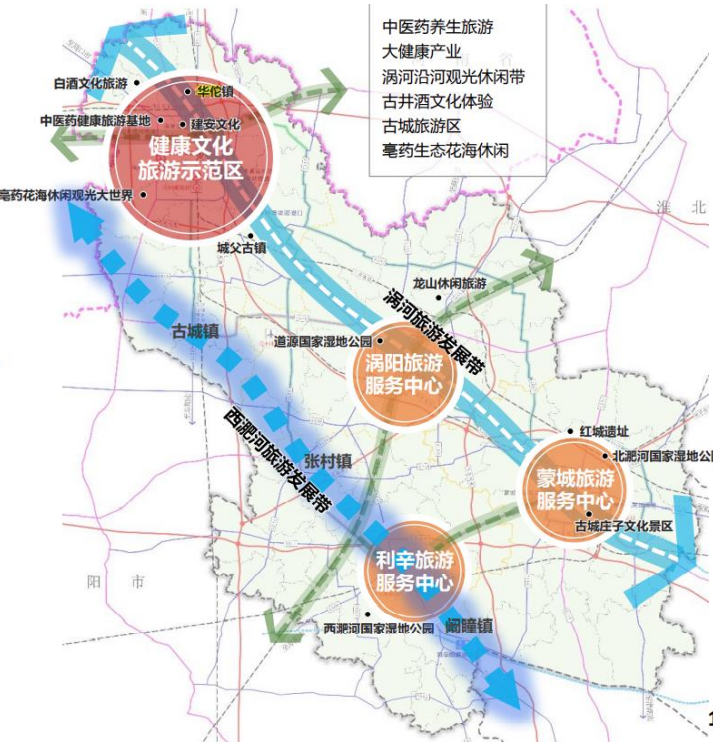 中医药养生旅游
大健康产业
涡河沿河观光休闲带
古井酒文化体验
古城旅游区
亳药生态花海休闲
白酒文化旅游
华佗镇
中医药健康旅游基地
建安文化
健康文化
旅游示范区
亳药花海休闲观光大世界
城父古镇
淮北
龙山休闲旅游
涡河旅游发展带
古城镇
道源国家湿地公园
涡阳旅游
服务中心
西淝河旅游发展带
张村镇
红城遗址
北淝河国家湿地公
蒙城旅游
服务中心
古城庄子文化景区
利辛旅游
服务中心
阳市
西淝河国家湿地公园
阚瞳镇
1